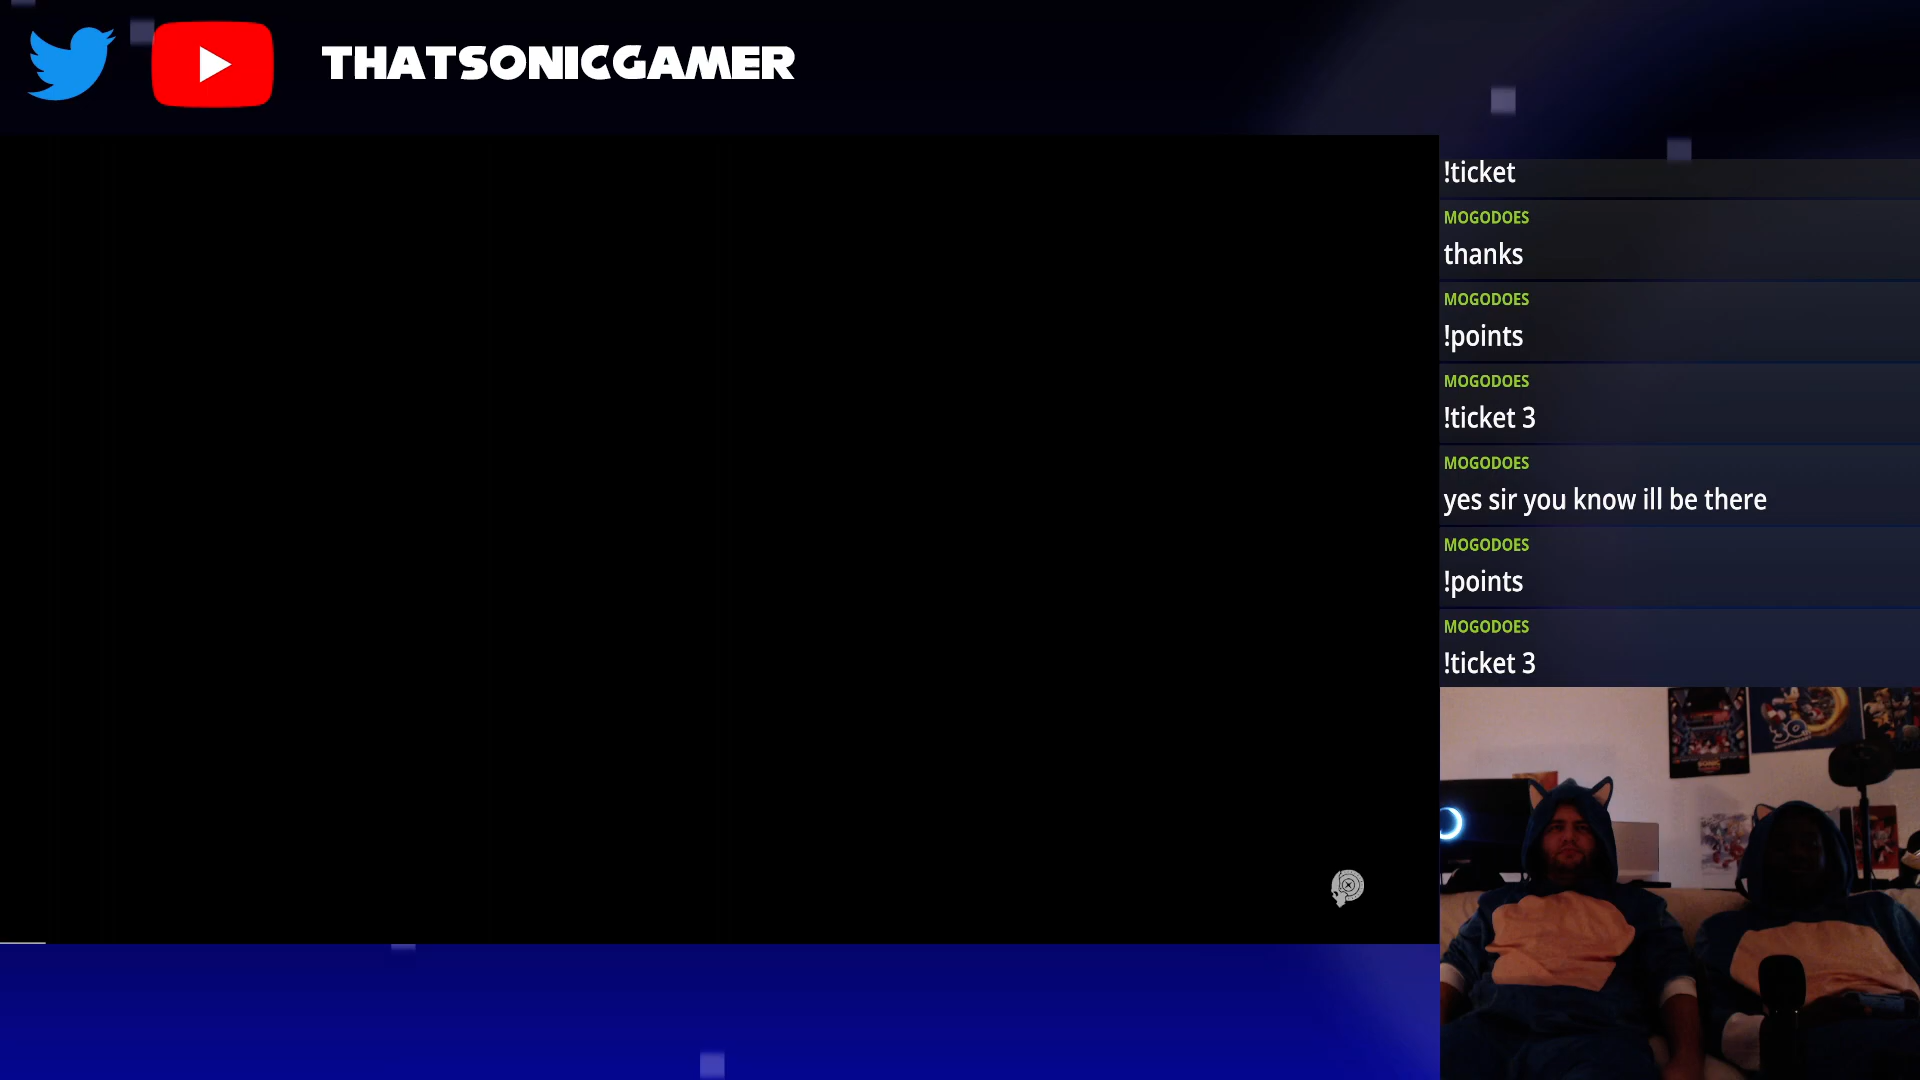 THATSONICGAMER
!ticket
MOGODOES
thanks
MOGODOES
!points
MOGODOES
!ticket 3
MOGODOES
yes sir you know ill be there
MOGODOES
!points
MOGODOES
!ticket 3